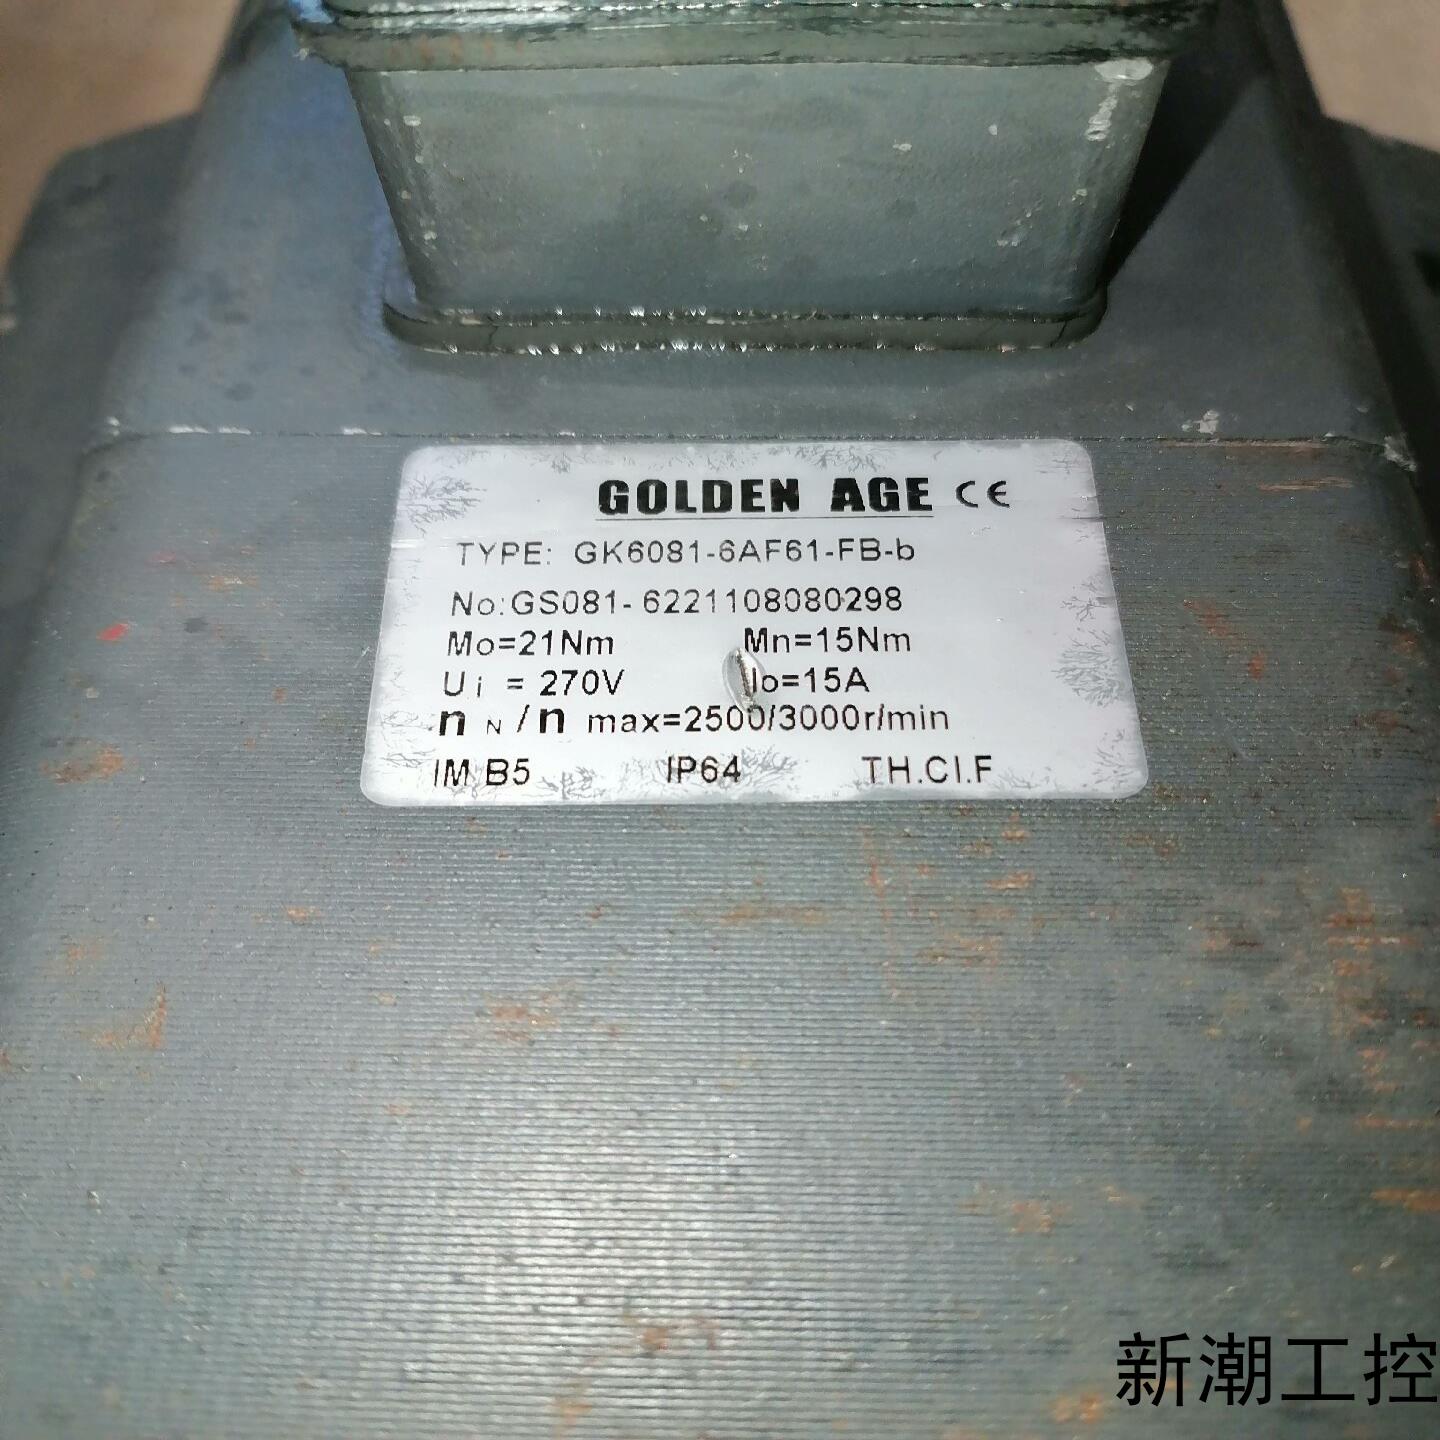 GOLDEN AGE CE
TYPE: GK6081-6AF61-FB-b
No:GS081-6221108080298
Mo=21Nm Mn=15Nm
Ui = 270V Io=15A
n N /n max=2500/3000r/min
IM B5 IP64 TH.CI.F
新潮工控